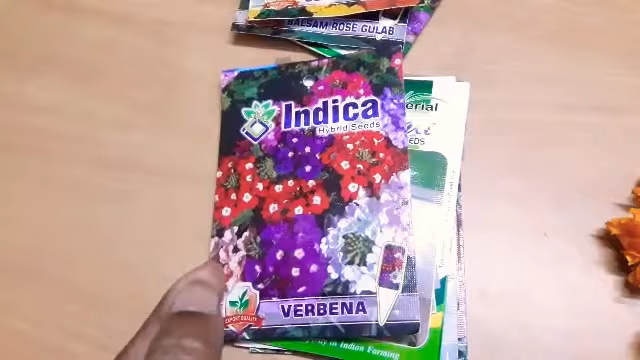 BALSAM ROSE GULAB
Indica
Hybrid Seeds
erial
EDS
EXPORT QUALITY
VERBENA
in Indian Farming